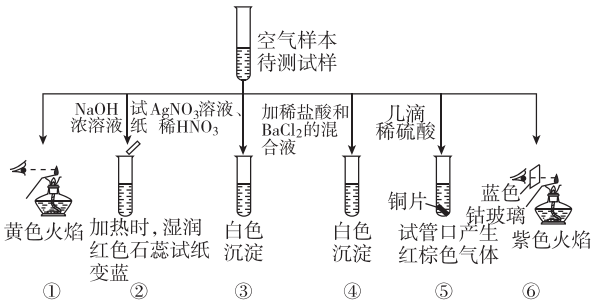 空气样本
待测试样
NaOH
浓溶液
试
纸
AgNO₃溶液、
稀HNO₃
加稀盐酸和
BaCl₂的混
合液
几滴
稀硫酸
黄色火焰
加热时,湿润
红色石蕊试纸
变蓝
白色
沉淀
白色
沉淀
铜片
试管口产生
红棕色气体
蓝色
钴玻璃
紫色火焰
① ② ③ ④ ⑤ ⑥